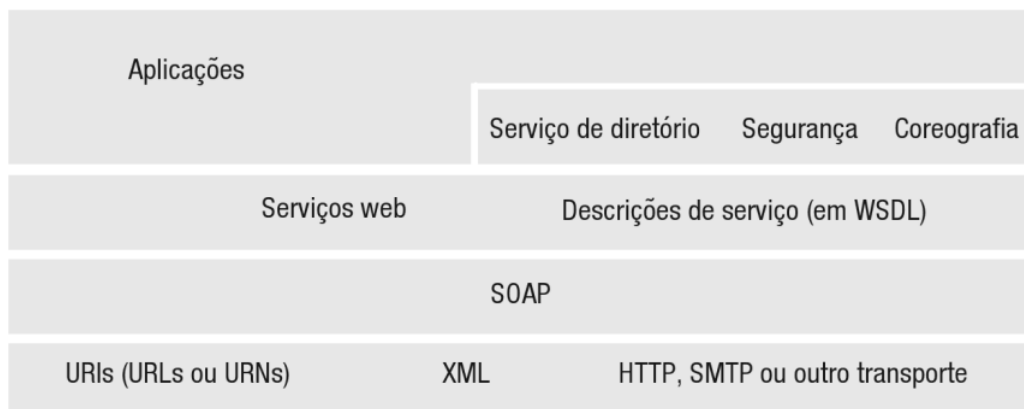 Aplicações
Serviço de diretório Segurança Coreografia
Serviços web Descrições de serviço (em WSDL)
SOAP
URIs (URLs ou URNs) XML HTTP, SMTP ou outro transporte